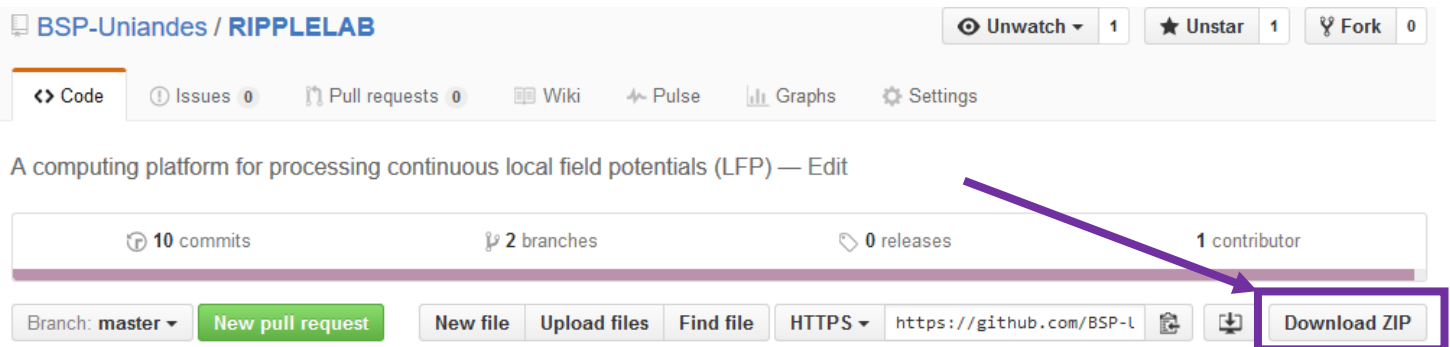 BSP-Uniandes / RIPPLELAB Unwatch 1 Unstar 1 Fork 0
Code Issues 0 Pull requests 0 Wiki Pulse Graphs Settings
A computing platform for processing continuous local field potentials (LFP) — Edit
10 commits 2 branches 0 releases 1 contributor
Branch: master New pull request New file Upload files Find file HTTPS https://github.com/BSP-U Download ZIP